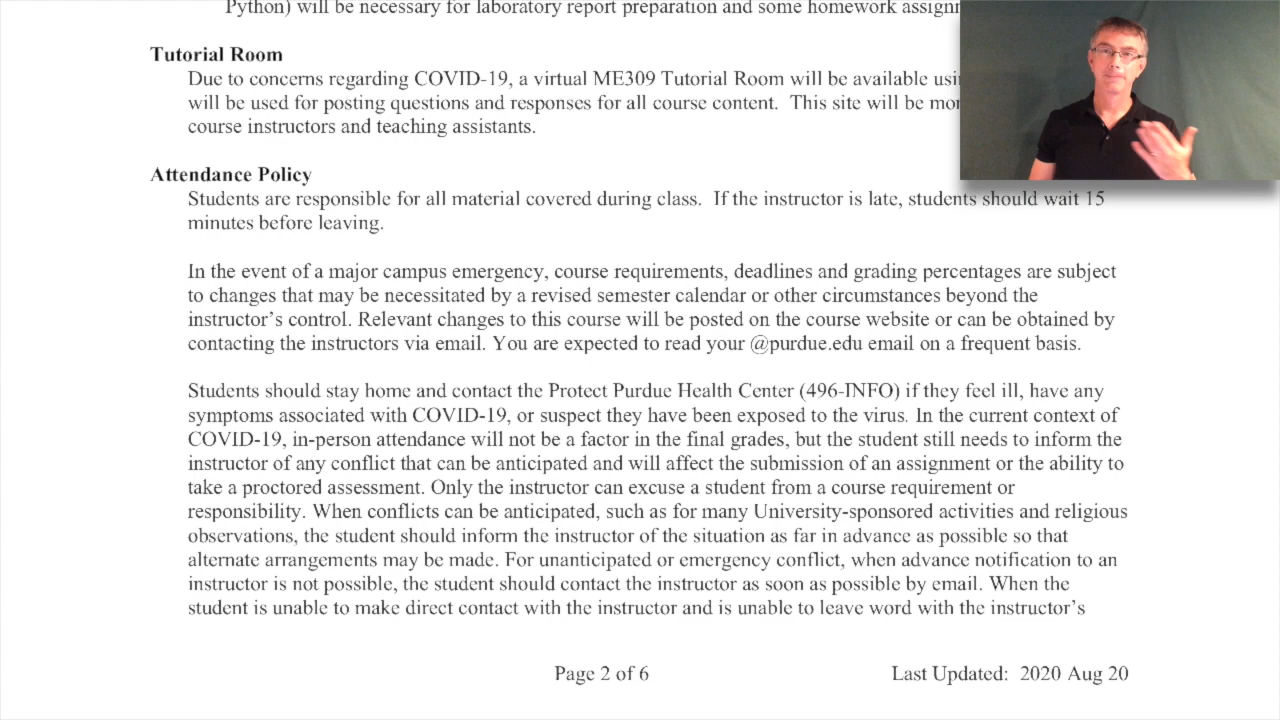 Python) will be necessary for laboratory report preparation and some homework
Tutorial Room
Due to concerns regarding COVID-19, a virtual ME309 Tutorial Room will be available
will be used for posting questions and responses for all course content.  This site will be
course instructors and teaching assistants.
Attendance Policy
Students are responsible for all material covered during class.  If the instructor is late, students should wait 15
minutes before leaving.
In the event of a major campus emergency, course requirements, deadlines and grading percentages are subject
to changes that may be necessitated by a revised semester calendar or other circumstances beyond the
instructor's control. Relevant changes to this course will be posted on the course website or can be obtained by
contacting the instructors via email. You are expected to read your @purdue.edu email on a frequent basis.
Students should stay home and contact the Protect Purdue Health Center (496-INFO) if they feel ill, have any
symptoms associated with COVID-19, or suspect they have been exposed to the virus. In the current context of
COVID-19, in-person attendance will not be a factor in the final grades, but the student still needs to inform the
instructor of any conflict that can be anticipated and will affect the submission of an assignment or the ability to
take a proctored assessment. Only the instructor can excuse a student from a course requirement or
responsibility. When conflicts can be anticipated, such as for many University-sponsored activities and religious
observations, the student should inform the instructor of the situation as far in advance as possible so that
alternate arrangements may be made. For unanticipated or emergency conflict, when advance notification to an
instructor is not possible, the student should contact the instructor as soon as possible by email. When the
student is unable to make direct contact with the instructor and is unable to leave word with the instructor's
Page 2 of 6
Last Updated:  2020 Aug 20